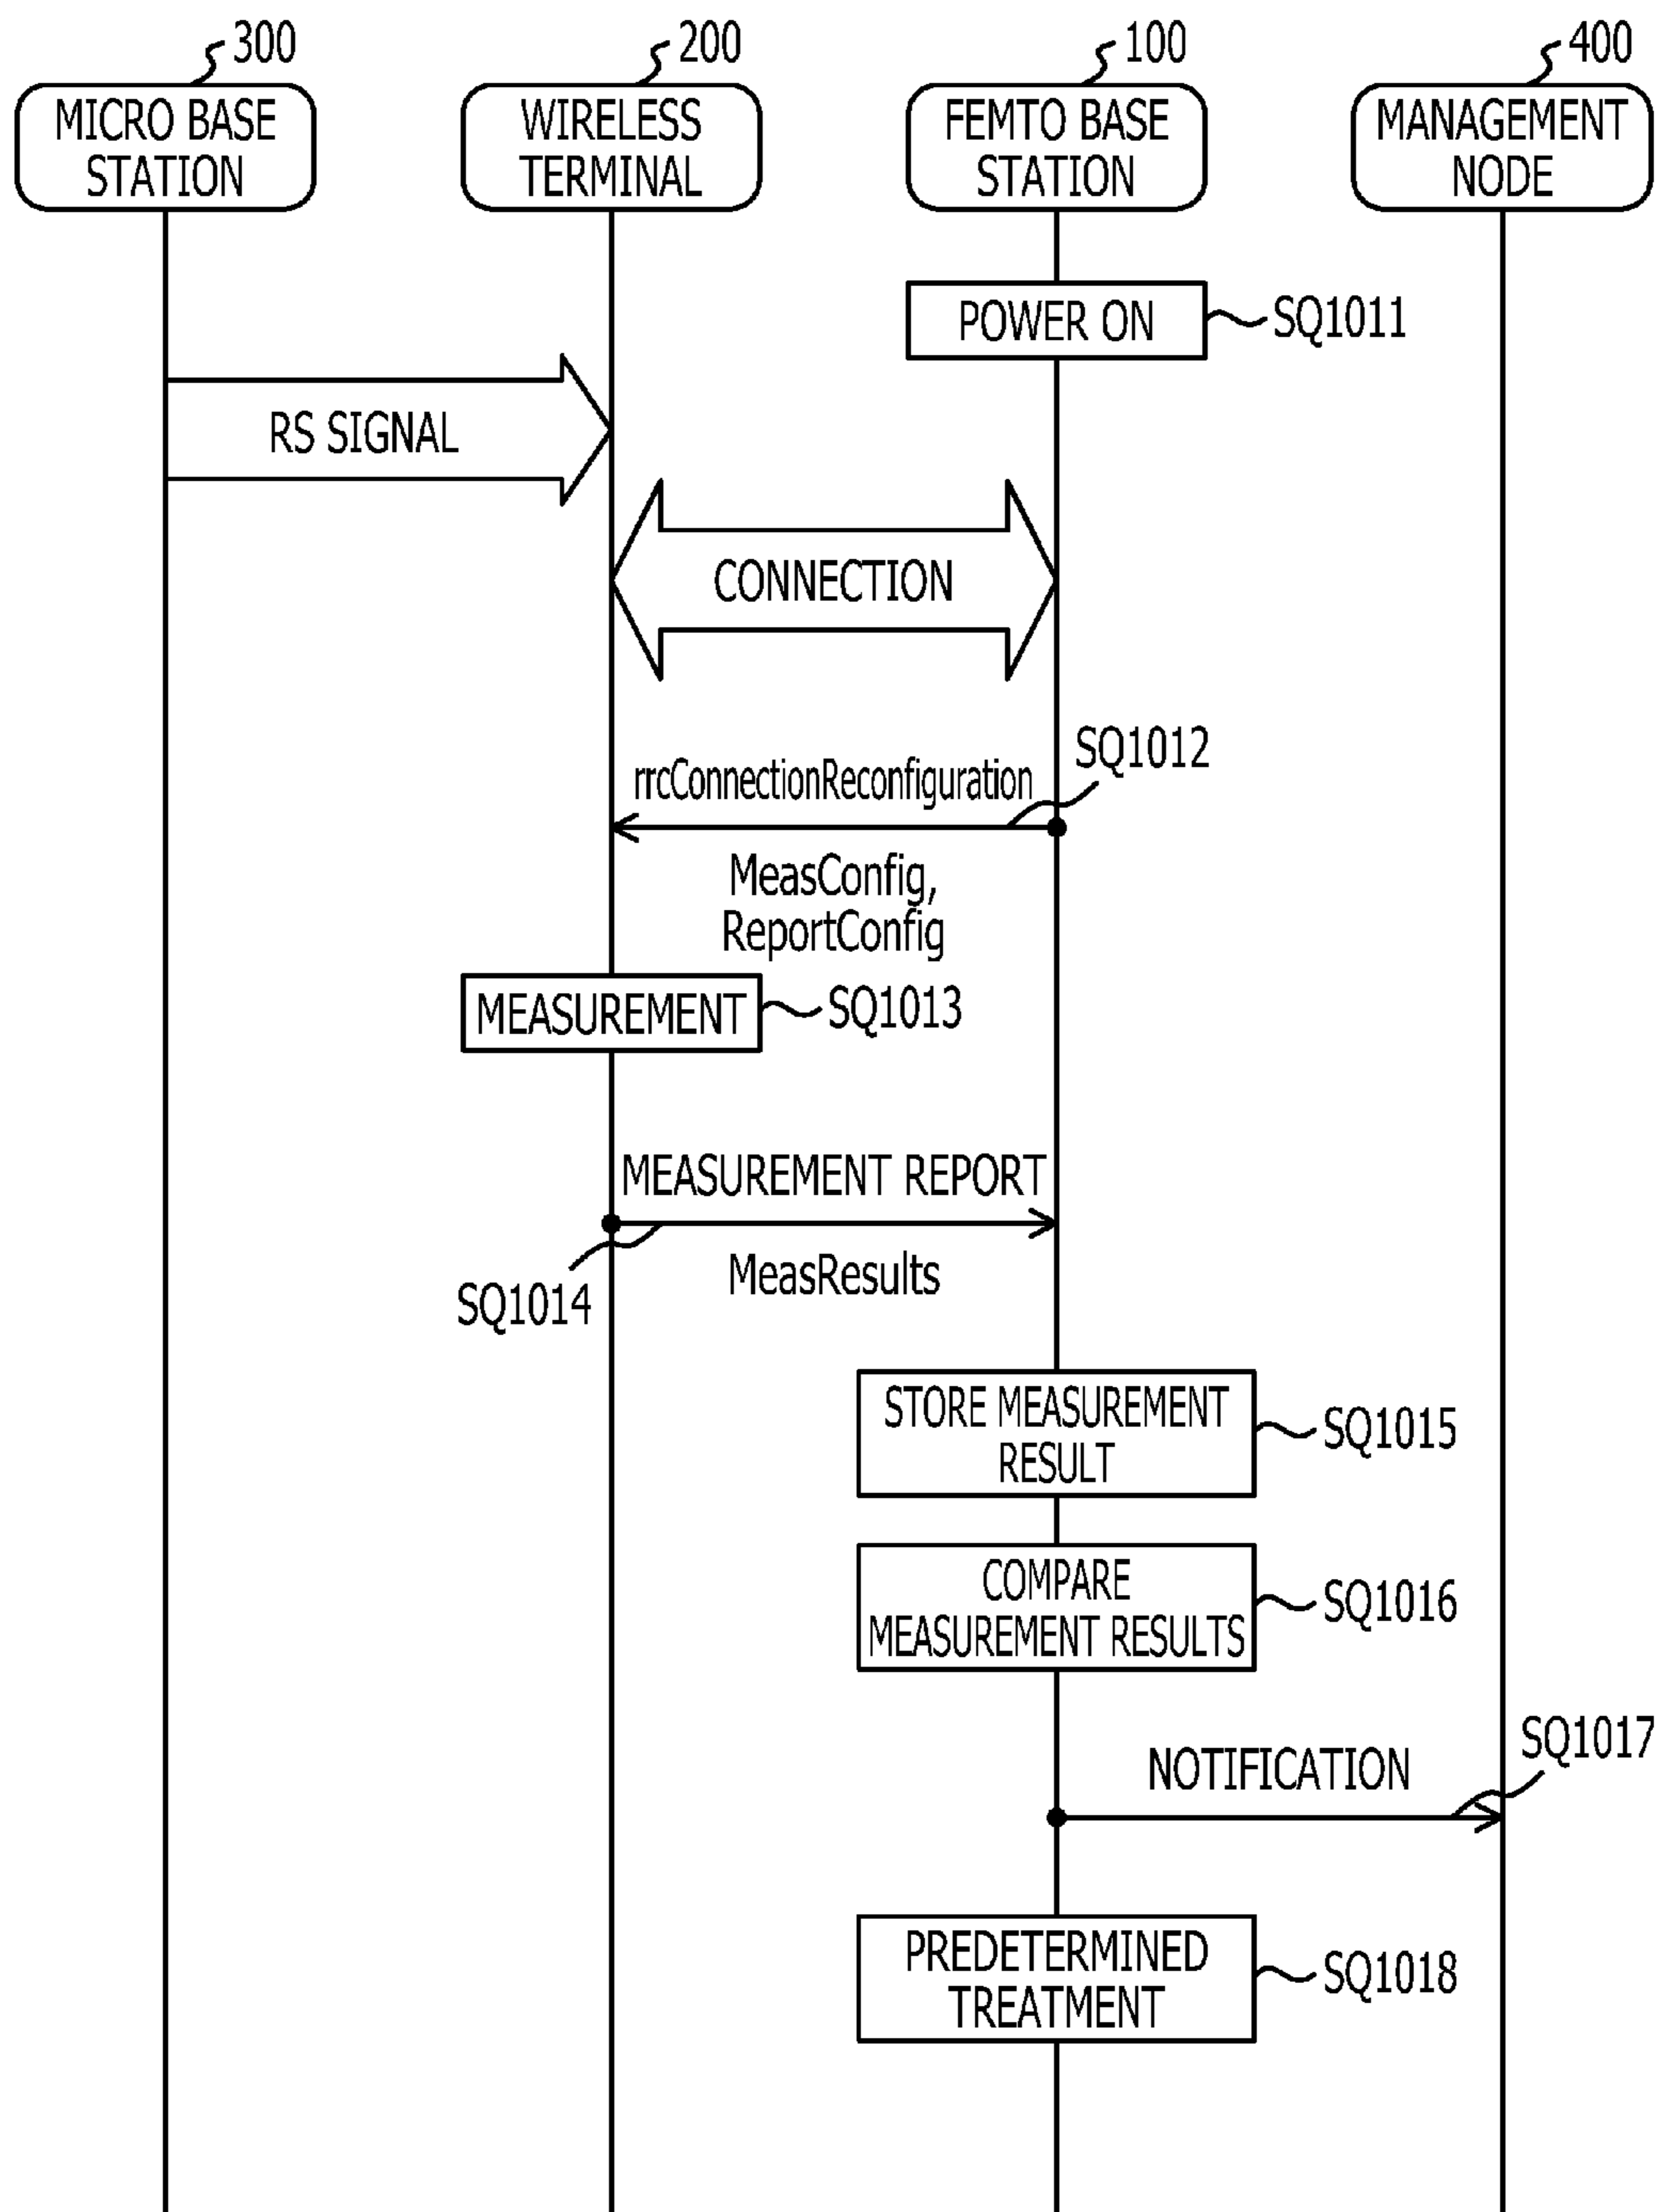 300
200
100
400
MICRO BASE
STATION
WIRELESS
TERMINAL
FEMTO BASE
STATION
MANAGEMENT
NODE
POWER ON
SQ1011
RS SIGNAL
CONNECTION
SQ1012
rrcConnectionReconfiguration
MeasConfig,
ReportConfig
MEASUREMENT
SQ1013
MEASUREMENT REPORT
MeasResults
SQ1014
STORE MEASUREMENT
RESULT
SQ1015
COMPARE
MEASUREMENT RESULTS
SQ1016
SQ1017
NOTIFICATION
PREDETERMINED
TREATMENT
SQ1018